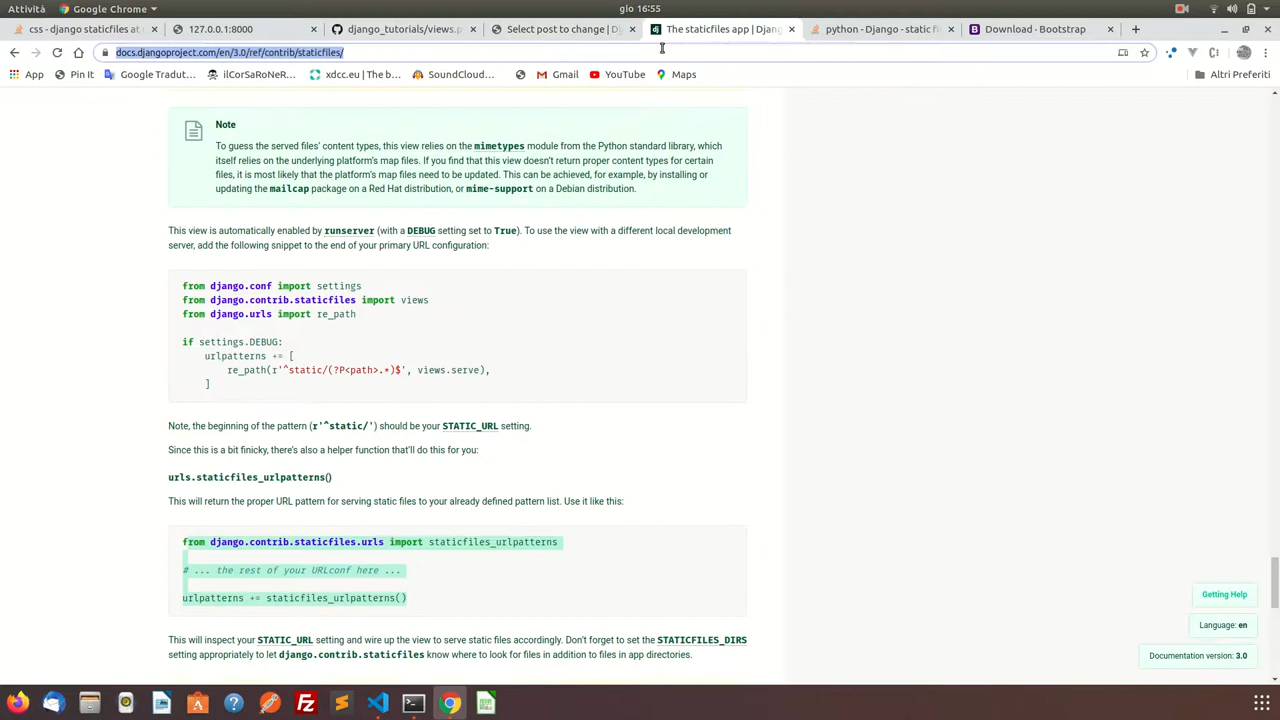 Attività
Google Chrome
gio 16:55
css - django staticfiles at
127.0.0.1:8000
django_tutorials/views.p
Select post to change | D
The staticfiles app | Djang
python - Django - static f
Download · Bootstrap
docs.djangoproject.com/en/3.0/ref/contrib/staticfiles/
App
Pin It
Google Tradut...
ilCorSaRoNeR...
xdcc.eu | The b...
SoundCloud...
Gmail
YouTube
Maps
Altri Preferiti
Note
To guess the served files' content types, this view relies on the mimetypes module from the Python standard library, which
itself relies on the underlying platform's map files. If you find that this view doesn't return proper content types for certain
files, it is most likely that the platform's map files need to be updated. This can be achieved, for example, by installing or
updating the mailcap package on a Red Hat distribution, or mime-support on a Debian distribution.
This view is automatically enabled by runserver (with a DEBUG setting set to True). To use the view with a different local development
server, add the following snippet to the end of your primary URL configuration:
from django.conf import settings
from django.contrib.staticfiles import views
from django.urls import re_path
if settings.DEBUG:
urlpatterns += [
re_path(r'^static/(?P<path>.*)$', views.serve),
]
Note, the beginning of the pattern (r'^static/') should be your STATIC_URL setting.
Since this is a bit finicky, there's also a helper function that'll do this for you:
urls.staticfiles_urlpatterns()
This will return the proper URL pattern for serving static files to your already defined pattern list. Use it like this:
from django.contrib.staticfiles.urls import staticfiles_urlpatterns
# ... the rest of your URLconf here ...
urlpatterns += staticfiles_urlpatterns()
This will inspect your STATIC_URL setting and wire up the view to serve static files accordingly. Don't forget to set the STATICFILES_DIRS
setting appropriately to let django.contrib.staticfiles know where to look for files in addition to files in app directories.
Getting Help
Language: en
Documentation version: 3.0